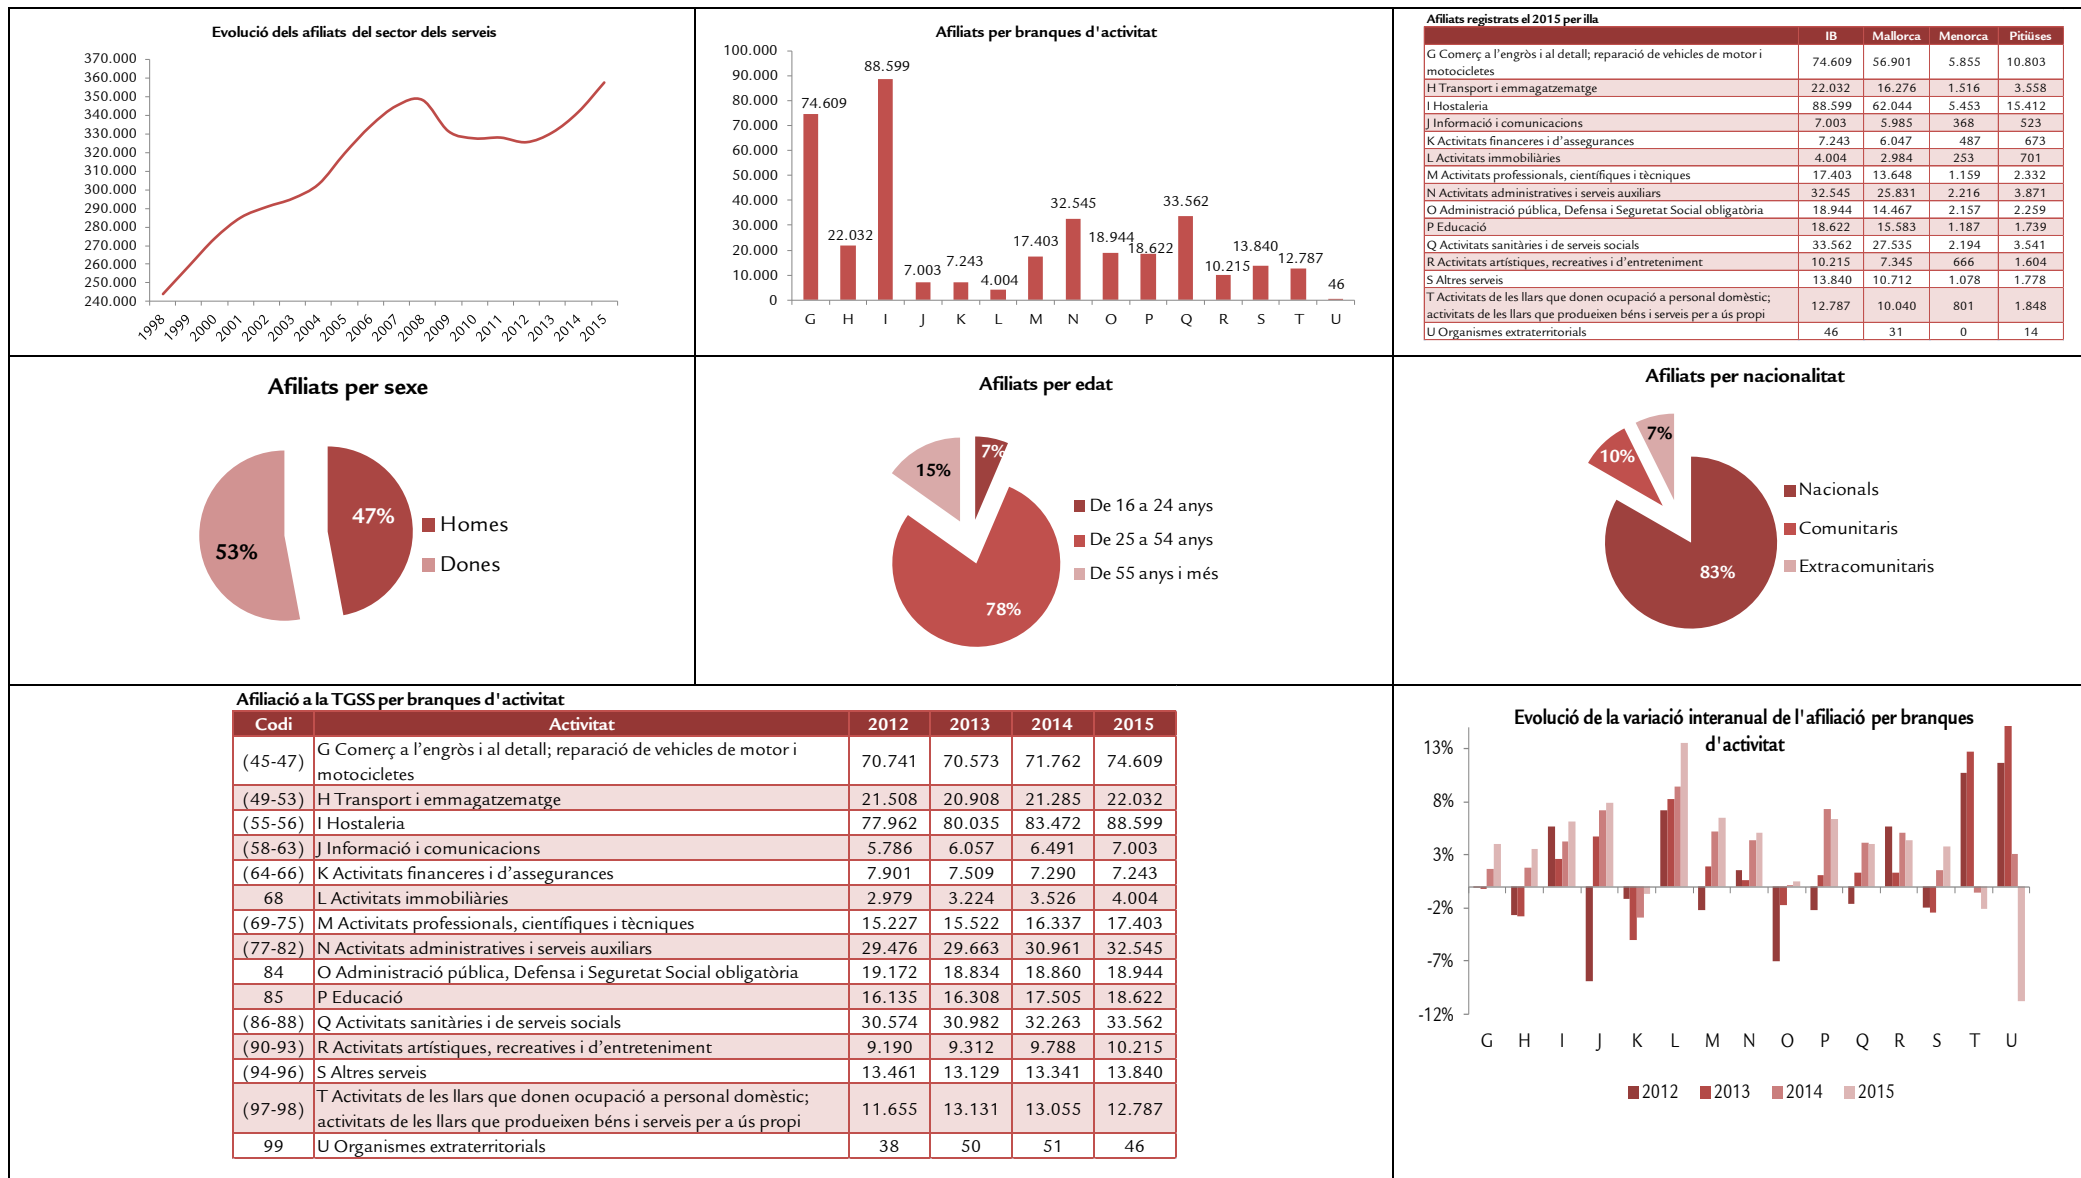 Evolució dels afiliats del sector dels serveis
370.000
360.000
350.000
340.000
330.000
320.000
310.000
300.000
290.000
280.000
270.000
260.000
250.000
240.000
1998 1999 2000 2001 2002 2003 2004 2005 2006 2007 2008 2009 2010 2011 2012 2013 2014 2015
Afiliats per branques d'activitat
100.000
90.000
80.000
70.000
60.000
50.000
40.000
30.000
20.000
10.000
0
74.609 22.032 88.599 7.003 7.243 4.004 17.403 32.545 18.944 18.622 33.562 10.215 13.840 12.787 46
G H I J K L M N O P Q R S T U
Afiliats registrats el 2015 per illa
IB Mallorca Menorca Pitiüses
G Comerç a l'engròs i al detall; reparació de vehicles de motor i
motocicletes 74.609 56.901 5.855 10.803
H Transport i emmagatzematge 22.032 16.276 1.516 3.558
I Hostaleria 88.599 62.044 5.453 15.412
J Informació i comunicacions 7.003 5.985 368 523
K Activitats financeres i d'assegurances 7.243 6.047 487 673
L Activitats immobiliàries 4.004 2.984 253 701
M Activitats professionals, científiques i tècniques 17.403 13.648 1.159 2.332
N Activitats administratives i serveis auxiliars 32.545 25.831 2.216 3.871
O Administració pública, Defensa i Seguretat Social obligatòria 18.944 14.467 2.157 2.259
P Educació 18.622 15.583 1.187 1.739
Q Activitats sanitàries i de serveis socials 33.562 27.535 2.194 3.541
R Activitats artístiques, recreatives i d'entreteniment 10.215 7.345 666 1.604
S Altres serveis 13.840 10.712 1.078 1.778
T Activitats de les llars que donen ocupació a personal domèstic;
activitats de les llars que produeixen béns i serveis per a ús propi 12.787 10.040 801 1.848
U Organismes extraterritorials 46 31 0 14
Afiliats per sexe
47%
53%
Homes
Dones
Afiliats per edat
7%
15%
78%
De 16 a 24 anys
De 25 a 54 anys
De 55 anys i més
Afiliats per nacionalitat
7%
10%
83%
Nacionals
Comunitaris
Extracomunitaris
Afiliació a la TGSS per branques d'activitat
Codi Activitat 2012 2013 2014 2015
(45-47) G Comerç a l'engròs i al detall; reparació de vehicles de motor i
motocicletes 70.741 70.573 71.762 74.609
(49-53) H Transport i emmagatzematge 21.508 20.908 21.285 22.032
(55-56) I Hostaleria 77.962 80.035 83.472 88.599
(58-63) J Informació i comunicacions 5.786 6.057 6.491 7.003
(64-66) K Activitats financeres i d'assegurances 7.901 7.509 7.290 7.243
68 L Activitats immobiliàries 2.979 3.224 3.526 4.004
(69-75) M Activitats professionals, científiques i tècniques 15.227 15.522 16.337 17.403
(77-82) N Activitats administratives i serveis auxiliars 29.476 29.663 30.961 32.545
84 O Administració pública, Defensa i Seguretat Social obligatòria 19.172 18.834 18.860 18.944
85 P Educació 16.135 16.308 17.505 18.622
(86-88) Q Activitats sanitàries i de serveis socials 30.574 30.982 32.263 33.562
(90-93) R Activitats artístiques, recreatives i d'entreteniment 9.190 9.312 9.788 10.215
(94-96) S Altres serveis 13.461 13.129 13.341 13.840
(97-98) T Activitats de les llars que donen ocupació a personal domèstic;
activitats de les llars que produeixen béns i serveis per a ús propi 11.655 13.131 13.055 12.787
99 U Organismes extraterritorials 38 50 51 46
Evolució de la variació interanual de l'afiliació per branques
d'activitat
13%
8%
3%
-2%
-7%
-12%
G H I J K L M N O P Q R S T U
2012 2013 2014 2015